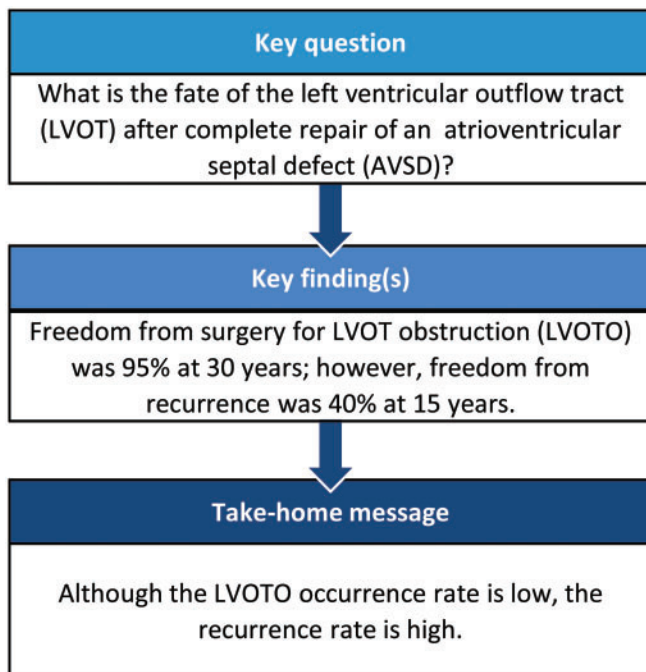 Key question
What is the fate of the left ventricular outflow tract
(LVOT) after complete repair of an atrioventricular
septal defect (AVSD)?
Key finding(s)
Freedom from surgery for LVOT obstruction (LVOTO)
was 95% at 30 years; however, freedom from
recurrence was 40% at 15 years.
Take-home message
Although the LVOTO occurrence rate is low, the
recurrence rate is high.